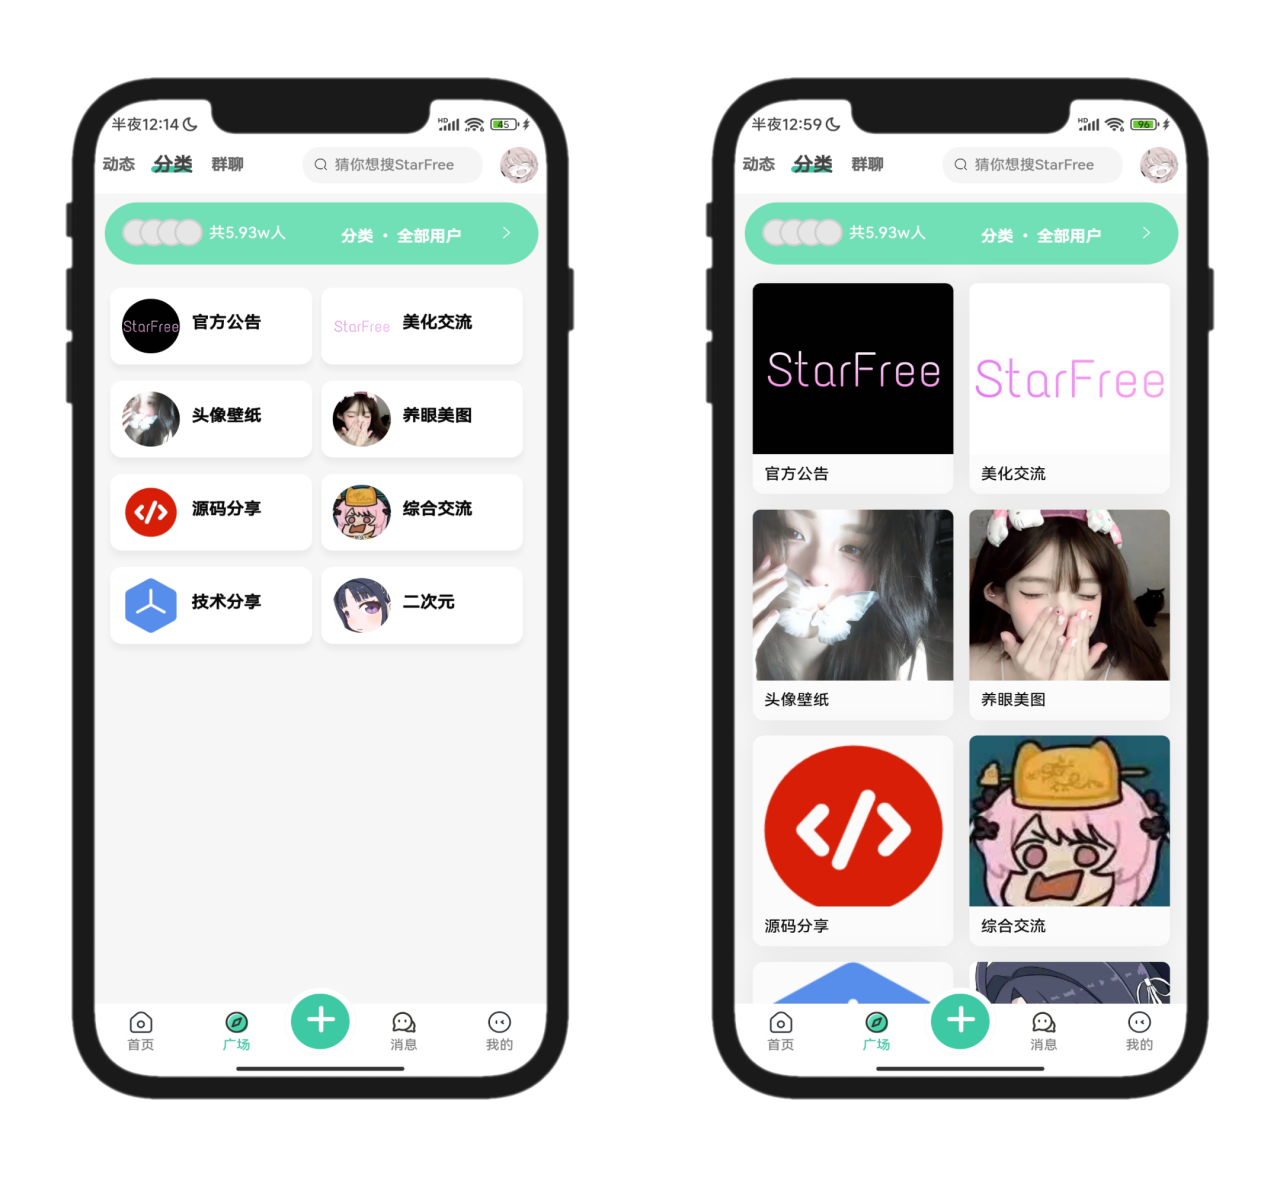 半夜12:14
HD
45
动态 分类 群聊
猜你想搜StarFree
共5.93w人
分类 · 全部用户
StarFree
官方公告
StarFree
美化交流
头像壁纸
养眼美图
源码分享
综合交流
技术分享
二次元
首页
广场
消息
我的
半夜12:59
HD
96
动态 分类 群聊
猜你想搜StarFree
共5.93w人
分类 · 全部用户
StarFree
StarFree
官方公告
美化交流
头像壁纸
养眼美图
源码分享
综合交流
首页
广场
消息
我的